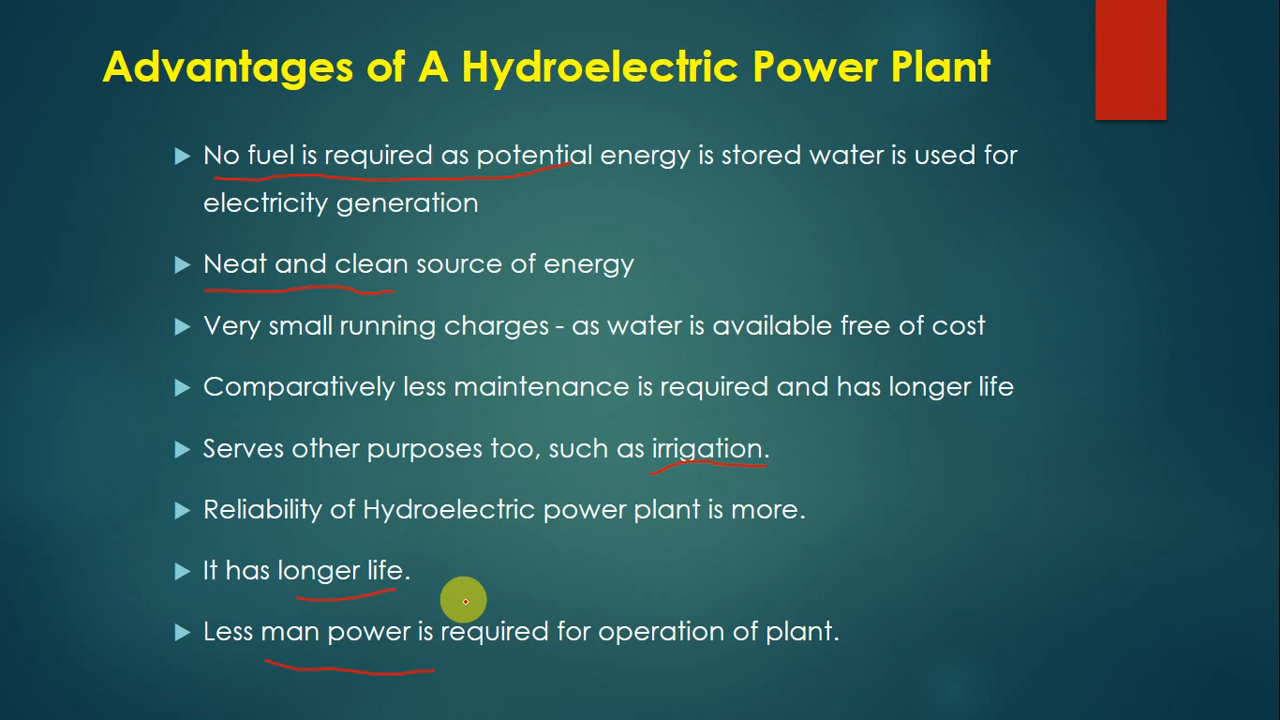 Advantages of A Hydroelectric Power Plant
No fuel is required as potential energy is stored water is used for
electricity generation
Neat and clean source of energy
Very small running charges - as water is available free of cost
Comparatively less maintenance is required and has longer life
Serves other purposes too, such as irrigation.
Reliability of Hydroelectric power plant is more.
It has longer life.
Less man power is required for operation of plant.